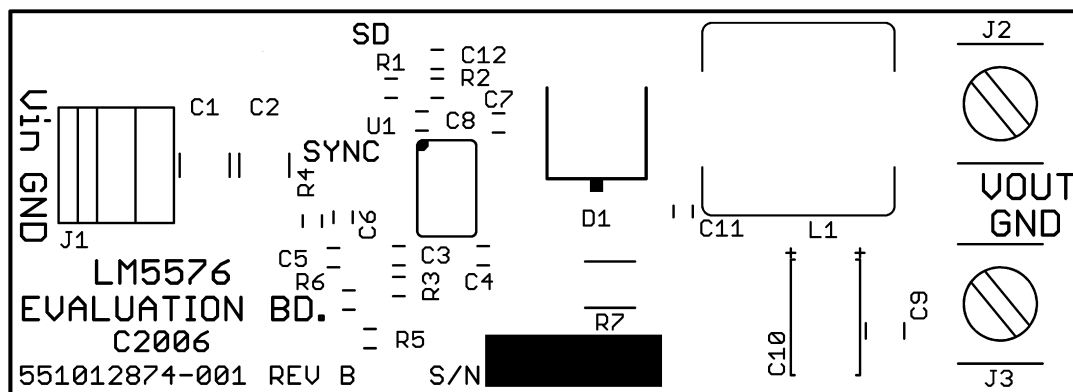 SD
J2
R1
C12
R2
C7
Vin
C1
C2
U1
C8
SYNC
R4
GND
J1
C6
D1
C11
L1
VOUT
GND
C5
C3
C4
R6
R3
LM5576
EVALUATION BD.
C2006
R5
R7
C10
C9
551012874-001 REV B
S/N
J3